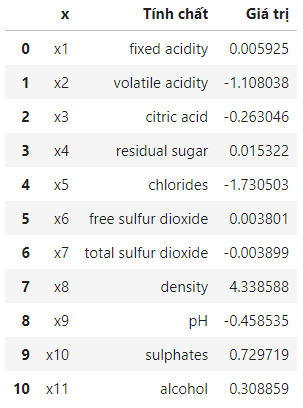 x Tính chất Giá trị
0 x1 fixed acidity 0.005925
1 x2 volatile acidity -1.108038
2 x3 citric acid -0.263046
3 x4 residual sugar 0.015322
4 x5 chlorides -1.730503
5 x6 free sulfur dioxide 0.003801
6 x7 total sulfur dioxide -0.003899
7 x8 density 4.338588
8 x9 pH -0.458535
9 x10 sulphates 0.729719
10 x11 alcohol 0.308859